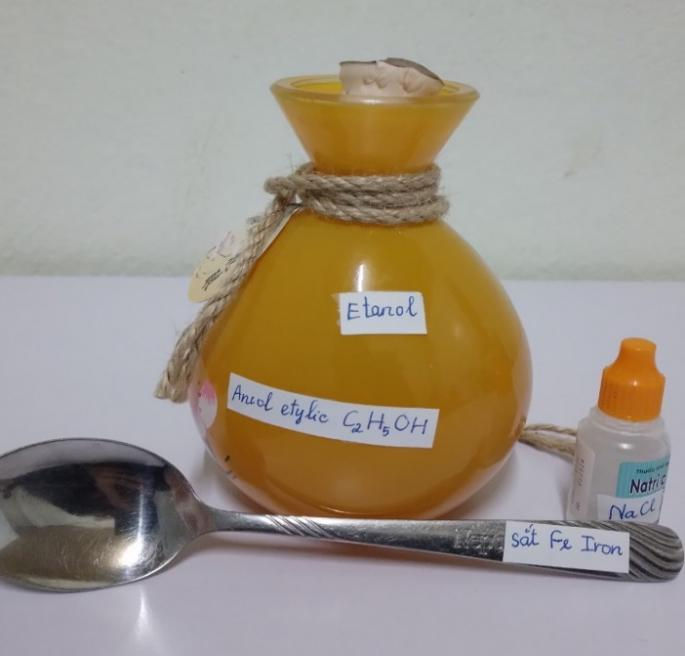 Etanol
Ancol etylic C₂H₅OH
Natri
NaCl
sắt Fe Iron